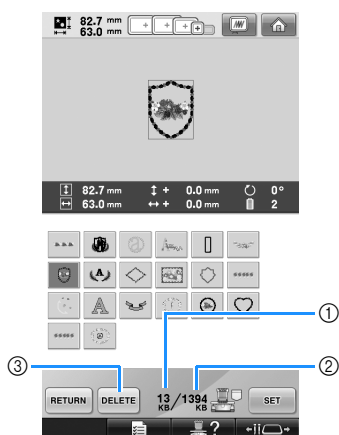 82.7 mm
63.0 mm
82.7 mm + 0.0 mm 0°
63.0 mm + 0.0 mm 2
A
A
①
③ ②
RETURN DELETE 13 KB / 1394 KB SET
?